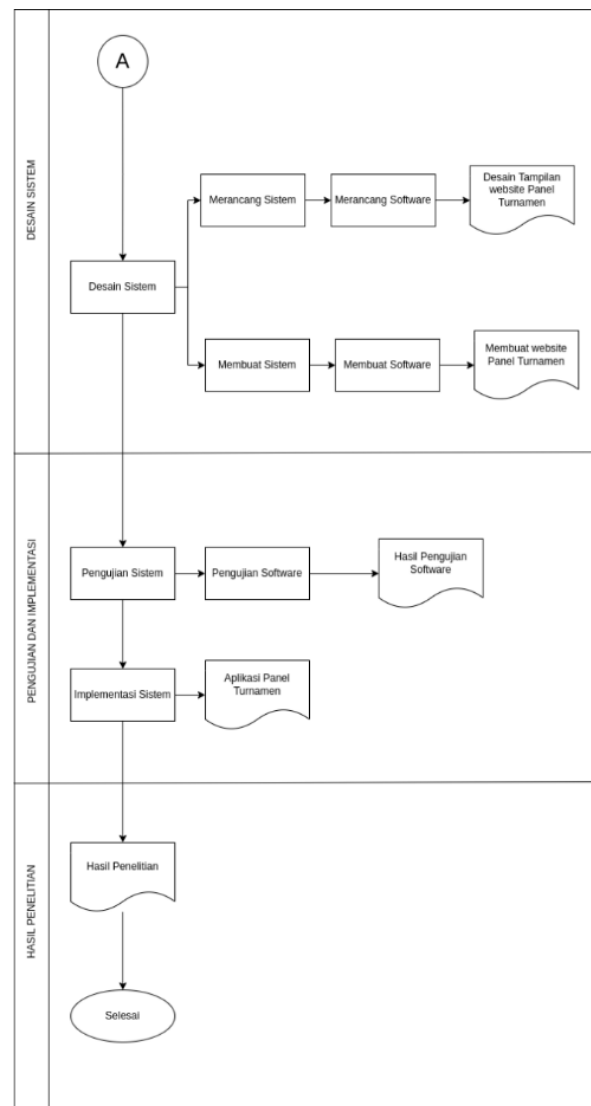 A
DESAIN SISTEM
Merancang Sistem
Merancang Software
Desain Tampilan
website Panel
Turnamen
Desain Sistem
Membuat Sistem
Membuat Software
Membuat website
Panel Turnamen
PENGUJIAN DAN IMPLEMENTASI
Pengujian Sistem
Pengujian Software
Hasil Pengujian
Software
Implementasi Sistem
Aplikasi Panel
Turnamen
HASIL PENELITIAN
Hasil Penelitian
Selesai